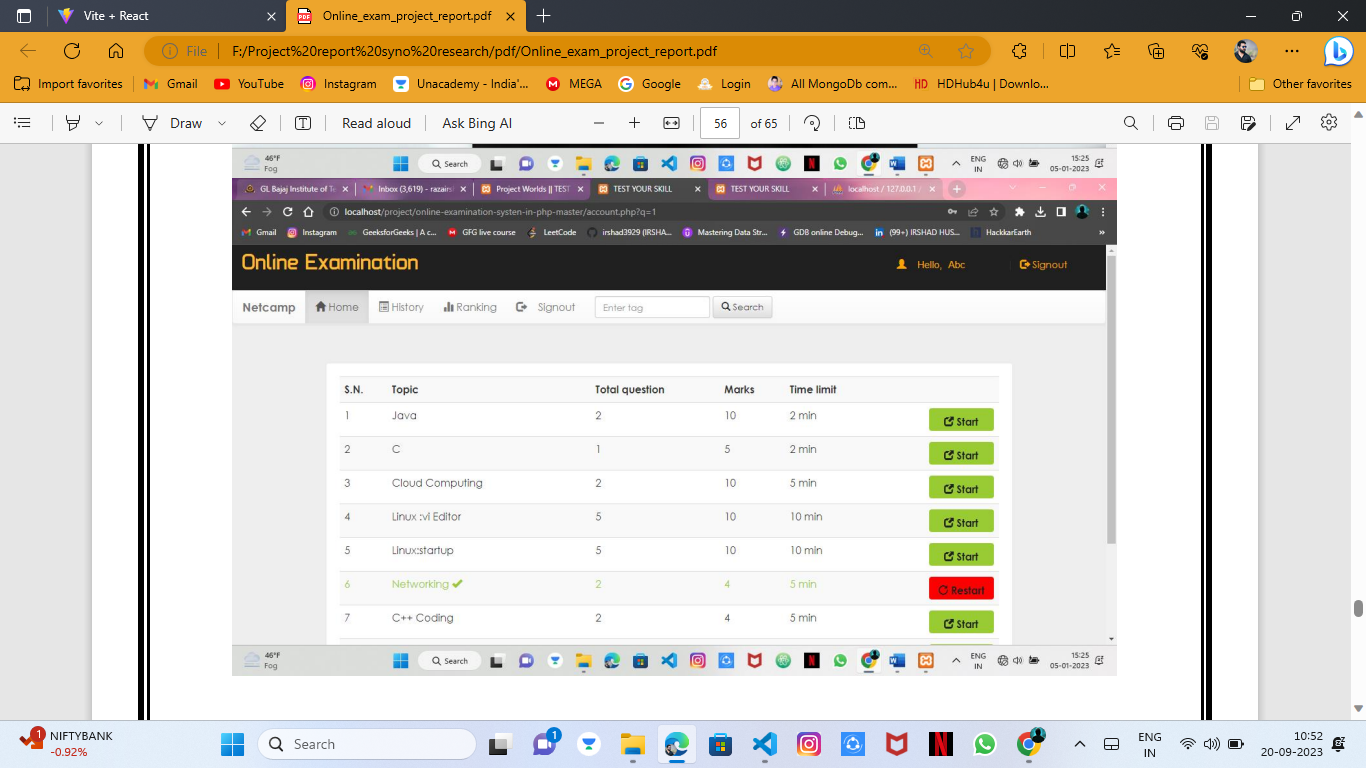 Vite + React
Online_exam_project_report.pdf
File F:/Project%20report%20syno%20research/pdf/Online_exam_project_report.pdf
Import favorites Gmail YouTube Instagram Unacademy - India'... MEGA Google Login All MongoDb com... HDHub4u | Downlo... Other favorites
Draw Read aloud Ask Bing AI 56 of 65
46°F
Fog
Search
ENG
IN
15:25
05-01-2023
GL Bajaj Institute of Te Inbox (3,619) - razairs Project Worlds || TEST TEST YOUR SKILL TEST YOUR SKILL localhost / 127.0.0.1 /
localhost/project/online-examination-systen-in-php-master/account.php?q=1
Gmail Instagram GeeksforGeeks | A c... GFG live course LeetCode irshad3929 (IRSHA... Mastering Data Str... GDB online Debug... (99+) IRSHAD HUS... HackkarEarth »
Online Examination Hello, Abc Signout
Netcamp Home History Ranking Signout Enter tag Search
S.N. Topic Total question Marks Time limit
1 Java 2 10 2 min Start
2 C 1 5 2 min Start
3 Cloud Computing 2 10 5 min Start
4 Linux :vi Editor 5 10 10 min Start
5 Linux:startup 5 10 10 min Start
6 Networking 2 4 5 min Restart
7 C++ Coding 2 4 5 min Start
46°F
Fog
Search
ENG
IN
15:25
05-01-2023
1
NIFTYBANK
-0.92%
Search
1
ENG
IN
10:52
20-09-2023